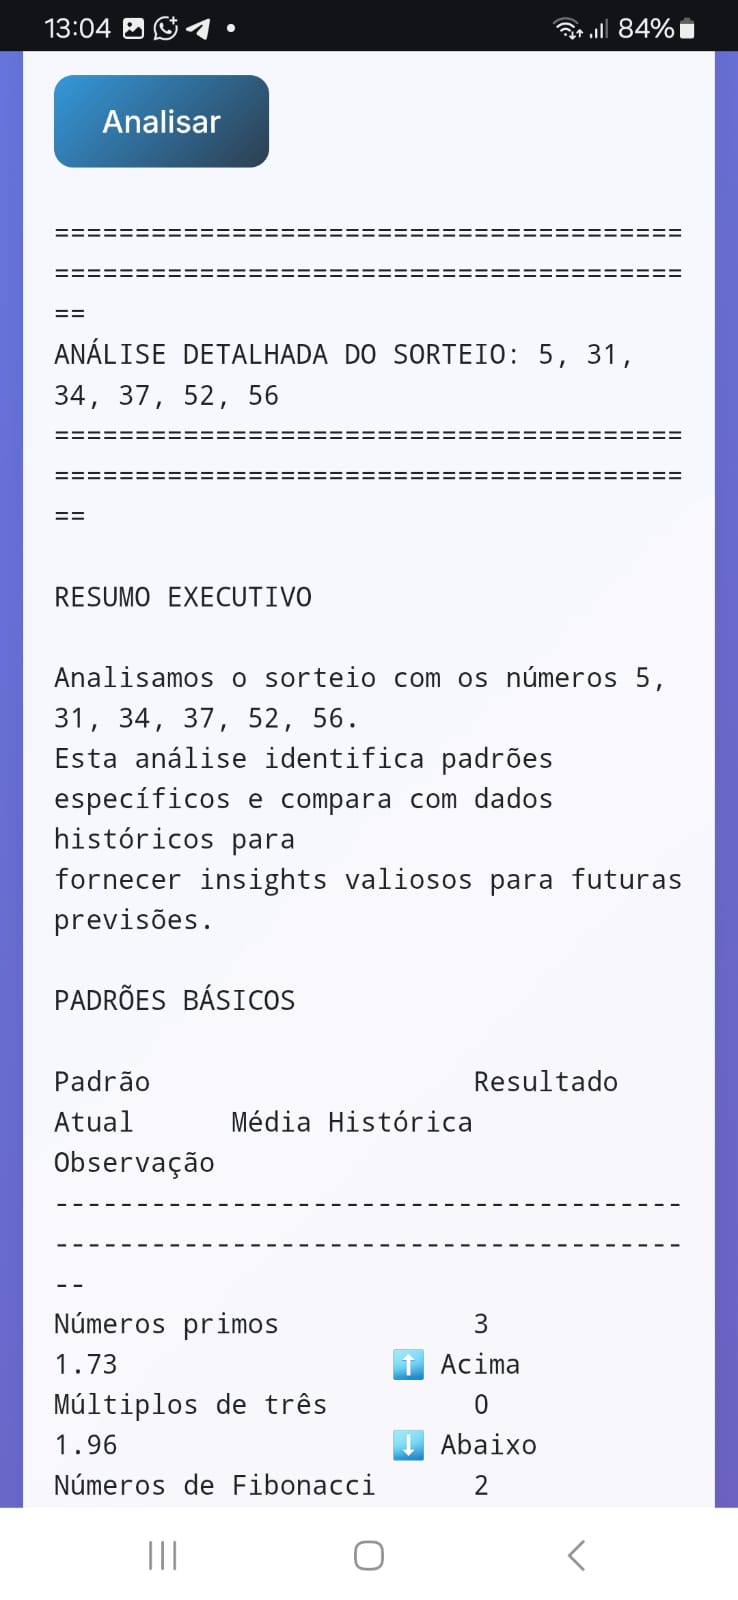 13:04
84%
Analisar
=======================================
=======================================
==
ANÁLISE DETALHADA DO SORTEIO: 5, 31,
34, 37, 52, 56
=======================================
=======================================
==
RESUMO EXECUTIVO
Analisamos o sorteio com os números 5,
31, 34, 37, 52, 56.
Esta análise identifica padrões
específicos e compara com dados
históricos para
fornecer insights valiosos para futuras
previsões.
PADRÕES BÁSICOS
Padrão Resultado
Atual Média Histórica
Observação
---------------------------------------
---------------------------------------
--
Números primos 3
1.73 ⬆️ Acima
Múltiplos de três 0
1.96 ⬇️ Abaixo
Números de Fibonacci 2